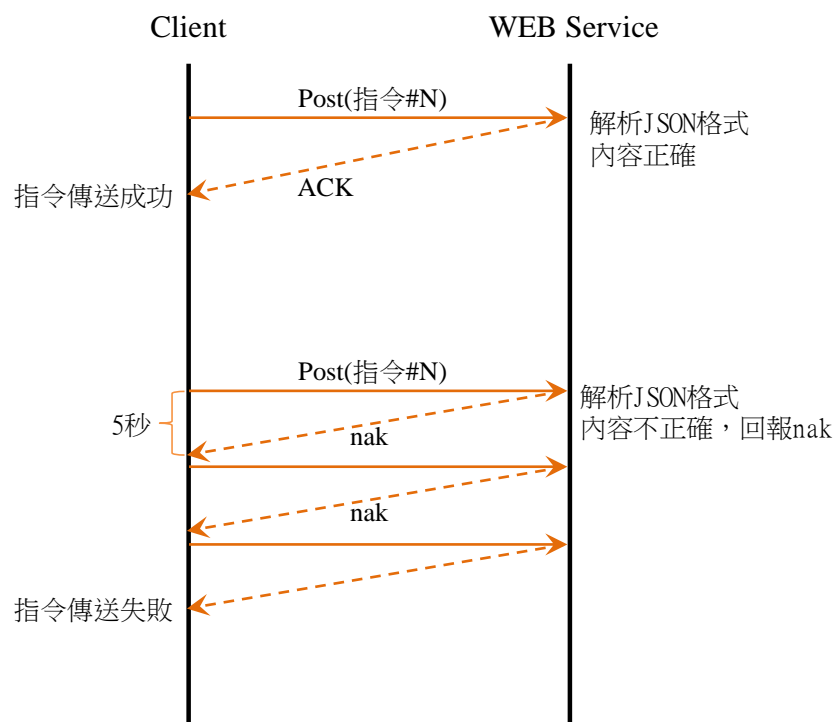 Client
WEB Service
Post(指令#N)
解析JSON格式
內容正確
ACK
指令傳送成功
Post(指令#N)
解析JSON格式
內容不正確，回報nak
5秒
nak
nak
指令傳送失敗